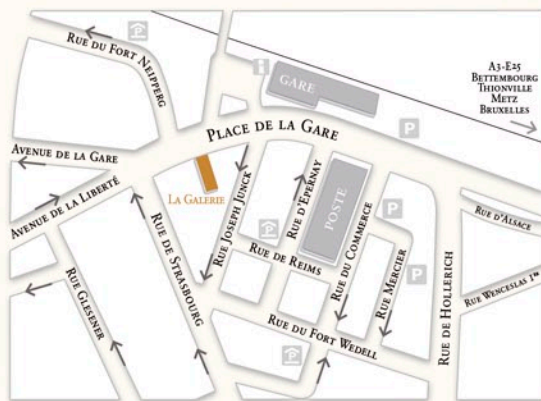 Rue du Fort Neipperg
P
i
GARE
A3-E25
Bettembourg
Thionville
Metz
Bruxelles
P
Place de la Gare
Avenue de la Gare
Avenue de la Liberté
La Galerie
Rue Joseph Junck
Rue d'Epernay
POSTE
P
Rue de Reims
Rue du Commerce
P
Rue Mercier
P
Rue d'Alsace
Rue Wenceslas 1er
Rue de Hollerich
Rue de Strasbourg
Rue Glesener
Rue du Fort Wedell
P